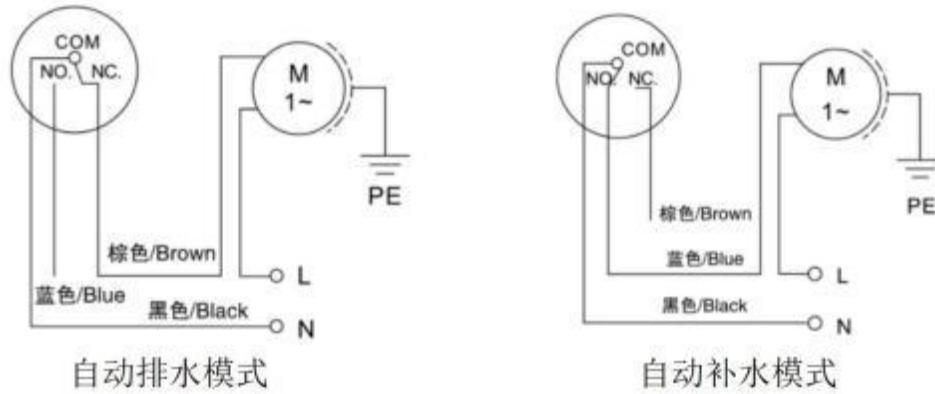 COM
NO. NC.
M
1~
PE
棕色/Brown
蓝色/Blue
黑色/Black
L
N
自动排水模式
COM
NO. NC.
M
1~
PE
棕色/Brown
蓝色/Blue
黑色/Black
L
N
自动补水模式